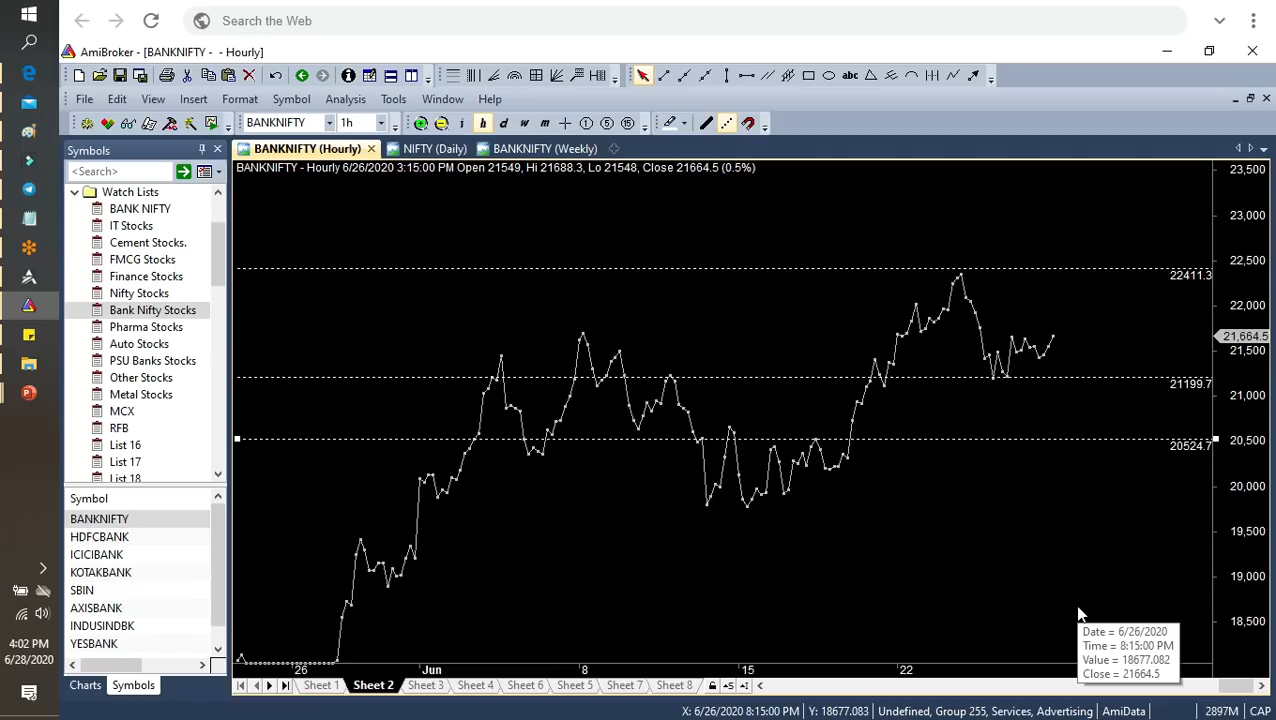 Search the Web
AmiBroker - [BANKNIFTY - - Hourly]
File Edit View Insert Format Symbol Analysis Tools Window Help
BANKNIFTY 1h i h d w m 1 5 15
abc
Symbols
BANKNIFTY (Hourly) NIFTY (Daily) BANKNIFTY (Weekly)
<Search>
BANKNIFTY - Hourly 6/26/2020 3:15:00 PM Open 21549, Hi 21688.3, Lo 21548, Close 21664.5 (0.5%)
Watch Lists
BANK NIFTY
IT Stocks
Cement Stocks.
FMCG Stocks
Finance Stocks
Nifty Stocks
Bank Nifty Stocks
Pharma Stocks
Auto Stocks
PSU Banks Stocks
Other Stocks
Metal Stocks
MCX
RFB
List 16
List 17
List 18
Symbol
BANKNIFTY
HDFCBANK
ICICIBANK
KOTAKBANK
SBIN
AXISBANK
INDUSINDBK
YESBANK
Charts Symbols
23,500
23,000
22,500
22411.3
22,000
21,664.5
21,500
21199.7
21,000
20,500
20524.7
20,000
19,500
19,000
18,500
Date = 6/26/2020
Time = 8:15:00 PM
Value = 18677.082
Close = 21664.5
26 Jun 8 15 22
Sheet 1 Sheet 2 Sheet 3 Sheet 4 Sheet 6 Sheet 5 Sheet 7 Sheet 8
X: 6/26/2020 8:15:00 PM Y: 18677.083 Undefined, Group 255, Services, Advertising AmiData 2897M CAP
4:02 PM
6/28/2020